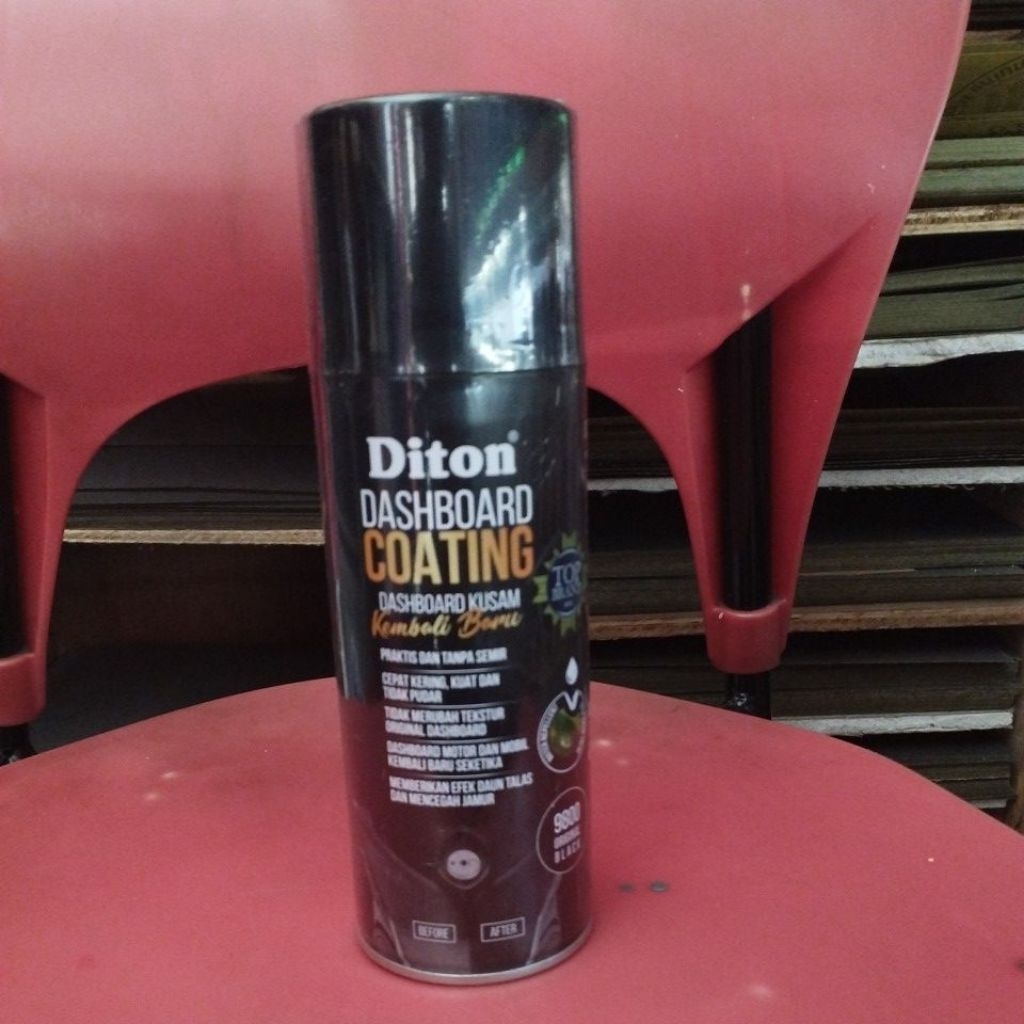 Diton®
DASHBOARD
COATING
DASHBOARD KUSAM
Kembali Baru
PRAKTIS DAN TANPA SEMIR
CEPAT KERING, KUAT DAN
TIDAK PUDAR
TIDAK MERUBAH TEKSTUR
ORIGINAL DASHBOARD
DASHBOARD MOTOR DAN MOBIL
KEMBALI BARU SEKETIKA
MEMBERIKAN EFEK DAUN TALAS
DAN MENCEGAH JAMUR
TOP
BRAND
9800
ORIGINAL
BLACK
BEFORE
AFTER